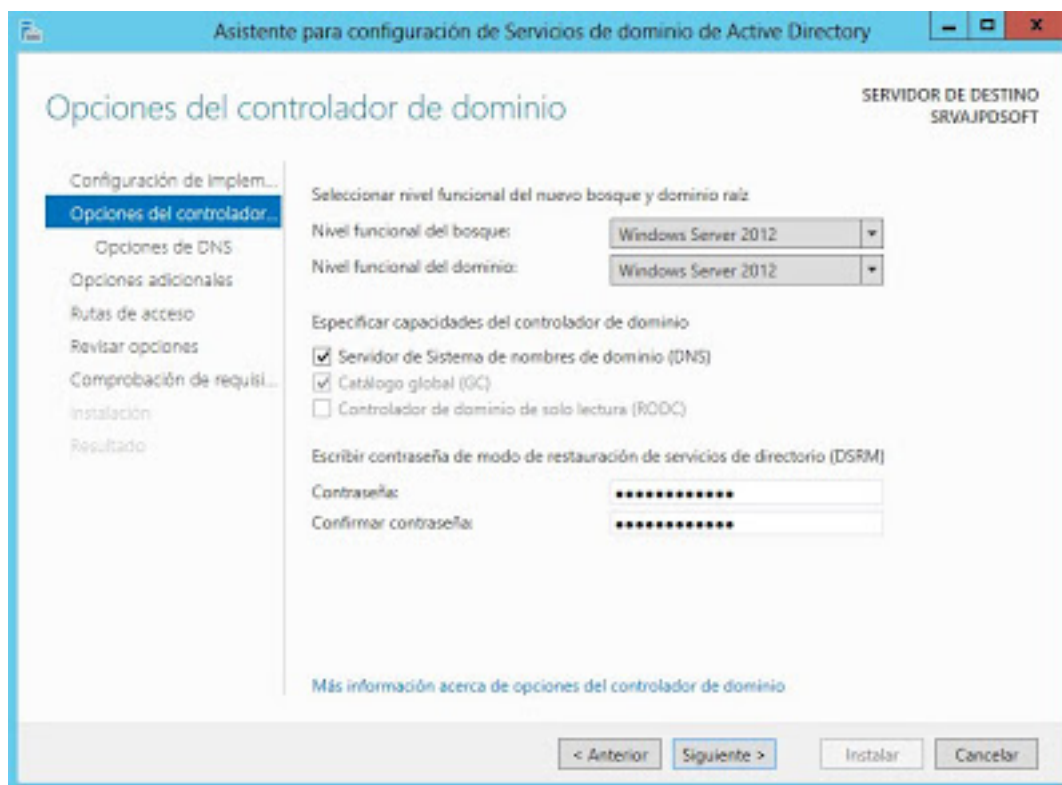 Asistente para configuración de Servicios de dominio de Active Directory
Opciones del controlador de dominio
SERVIDOR DE DESTINO
SRVAJPDSOFT
Configuración de implem...
Opciones del controlador...
Opciones de DNS
Opciones adicionales
Rutas de acceso
Revisar opciones
Comprobación de requisi...
Instalación
Resultado
Seleccionar nivel funcional del nuevo bosque y dominio raíz
Nivel funcional del bosque: Windows Server 2012
Nivel funcional del dominio: Windows Server 2012
Especificar capacidades del controlador de dominio
Servidor de Sistema de nombres de dominio (DNS)
Catálogo global (GC)
Controlador de dominio de solo lectura (RODC)
Escribir contraseña de modo de restauración de servicios de directorio (DSRM)
Contraseña: ●●●●●●●●●●●●
Confirmar contraseña: ●●●●●●●●●●●●
Más información acerca de opciones del controlador de dominio
< Anterior Siguiente > Instalar Cancelar